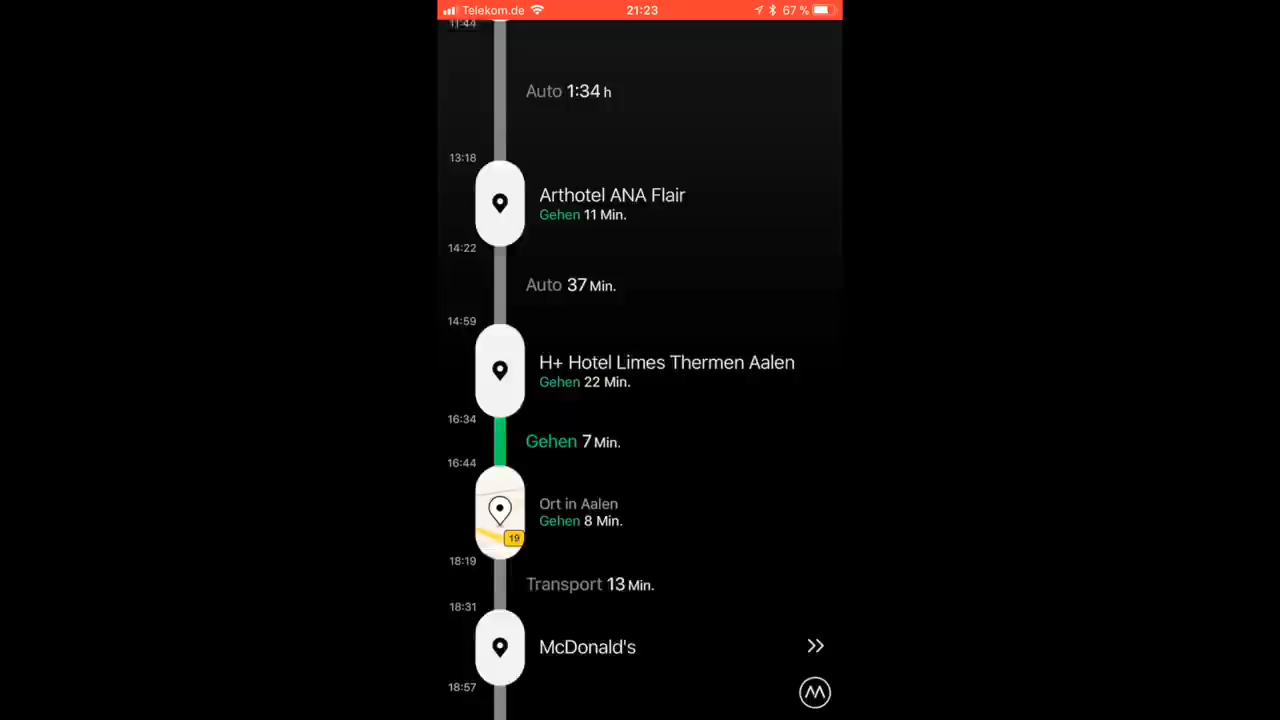 Telekom.de 21:23 67 %
11:44
Auto 1:34 h
13:18
Arthotel ANA Flair
Gehen 11 Min.
14:22
Auto 37 Min.
14:59
H+ Hotel Limes Thermen Aalen
Gehen 22 Min.
16:34
Gehen 7 Min.
16:44
Ort in Aalen
Gehen 8 Min.
19
18:19
Transport 13 Min.
18:31
McDonald's
18:57